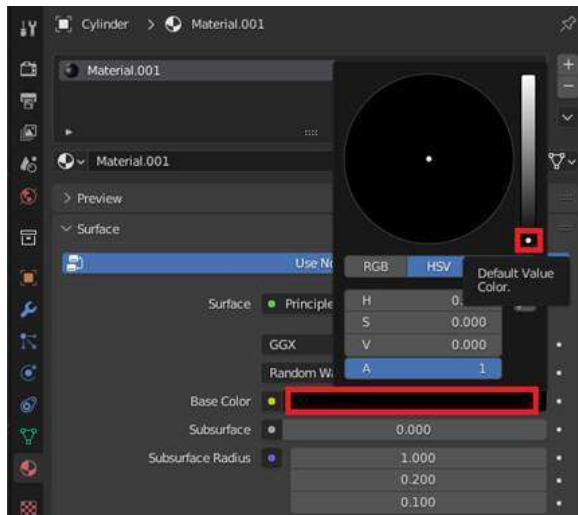 Cylinder > Material.001
Material.001
Material.001
> Preview
Surface
Use No
RGB HSV
Default Value
Color.
Surface Principle
H 0.
S 0.000
GGX
V 0.000
Random Wa
A 1
Base Color
Subsurface 0.000
Subsurface Radius 1.000
0.200
0.100